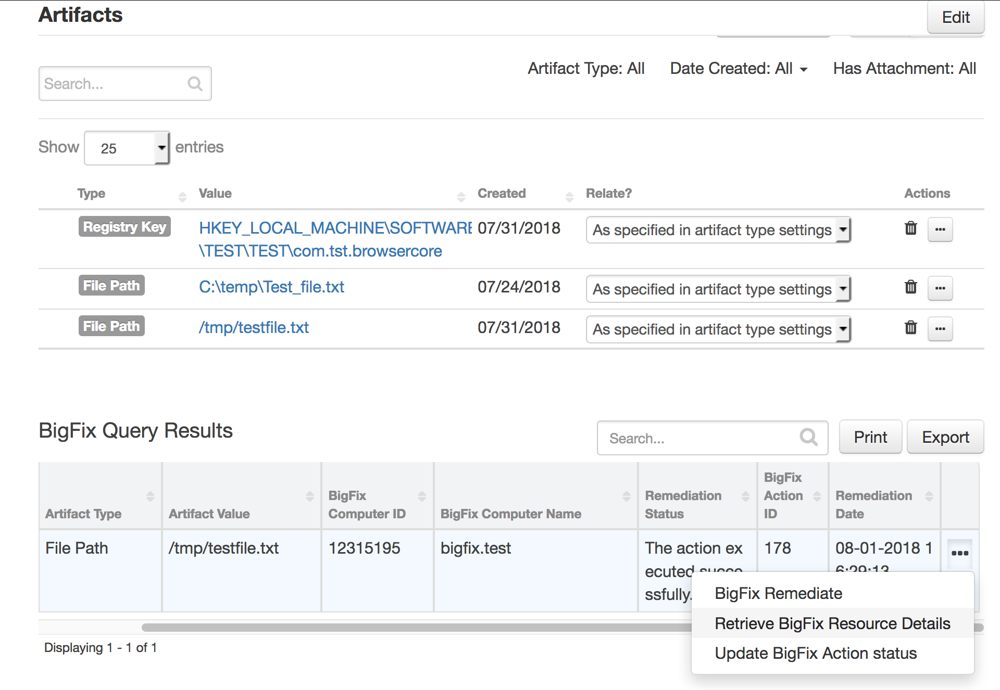 Artifacts
Edit
Artifact Type: All Date Created: All Has Attachment: All
Search...
Show 25 entries
Type Value Created Relate? Actions
Registry Key HKEY_LOCAL_MACHINE\SOFTWARE 07/31/2018 As specified in artifact type settings
\TEST\TEST\com.tst.browsercore
File Path C:\temp\Test_file.txt 07/24/2018 As specified in artifact type settings
File Path /tmp/testfile.txt 07/31/2018 As specified in artifact type settings
BigFix Query Results
Search...
Print
Export
Artifact Type
Artifact Value
BigFix
Computer ID
BigFix Computer Name
Remediation
Status
BigFix
Action
ID
Remediation
Date
File Path
/tmp/testfile.txt
12315195
bigfix.test
The action ex
ecuted succe
ssfully.
178
08-01-2018 1
6:29:13
BigFix Remediate
Retrieve BigFix Resource Details
Update BigFix Action status
Displaying 1 - 1 of 1